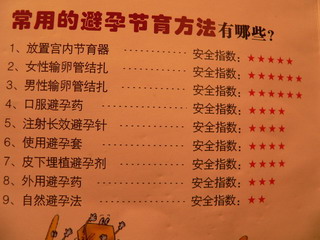 常用的避孕节育方法有哪些?
1、放置宫内节育器 ············ 安全指数：★★★★★
2、女性输卵管结扎 ············ 安全指数：★★★★★★
3、男性输卵管结扎 ············ 安全指数：★★★★★★
4、口服避孕药 ················ 安全指数：★★★★
5、注射长效避孕针 ············ 安全指数：★★★★
6、使用避孕套 ················ 安全指数：★★★★
7、皮下埋植避孕剂 ············ 安全指数：★★★★
8、外用避孕药 ················ 安全指数：★★★
9、自然避孕法 ················ 安全指数：★★